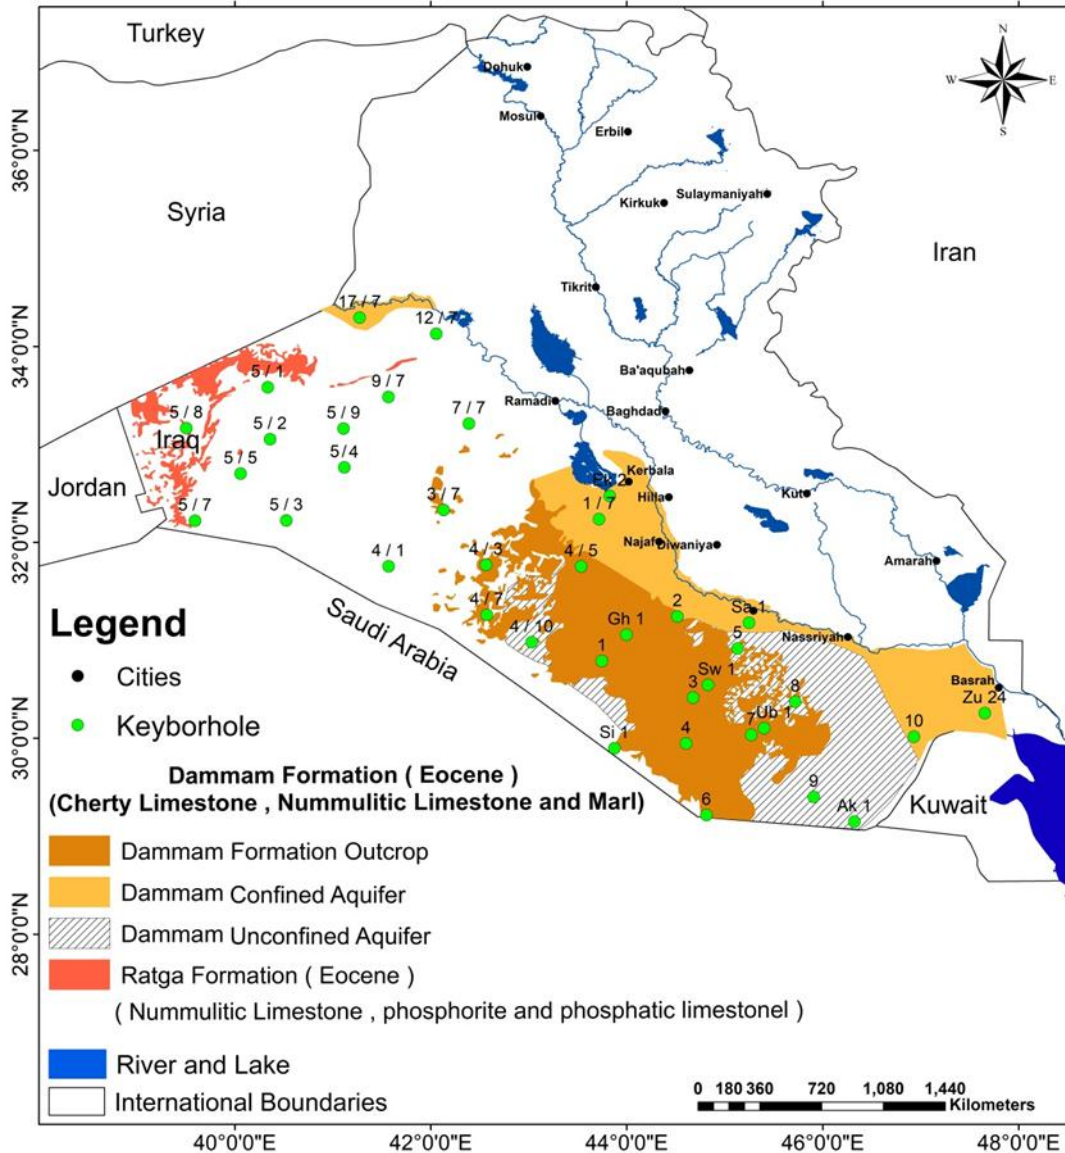 Turkey
N
W
E
S
Dohuk
Mosul
Erbil
36°0'0"N
Sulaymaniyah
Kirkuk
Syria
Iran
Tikrit
17 / 7
12 / 7
34°0'0"N
Ba'aqubah
5 / 1
9 / 7
Ramadi
Baghdad
5 / 8
5 / 9
7 / 7
Iraq
5 / 2
5 / 5
5 / 4
Kerbala
Pk 2
Jordan
3 / 7
Hilla
Kut
5 / 7
5 / 3
1 / 7
32°0'0"N
Najaf
Diwaniya
4 / 1
4 / 3
4 / 5
Amarah
Saudi Arabia
Legend
4 / 7
2
Sa 1
4 / 10
Gh 1
5
Nassriyah
Cities
1
Sw 1
Basrah
3
8
Zu 24
Keyborhole
Si 1
4
7
Ub 1
10
30°0'0"N
Dammam Formation ( Eocene )
(Cherty Limestone , Nummulitic Limestone and Marl)
6
9
Ak 1
Kuwait
Dammam Formation Outcrop
Dammam Confined Aquifer
Dammam Unconfined Aquifer
28°0'0"N
Ratga Formation ( Eocene )
( Nummulitic Limestone , phosphorite and phosphatic limestonel )
River and Lake
International Boundaries
0 180 360 720 1,080 1,440
Kilometers
40°0'0"E 42°0'0"E 44°0'0"E 46°0'0"E 48°0'0"E